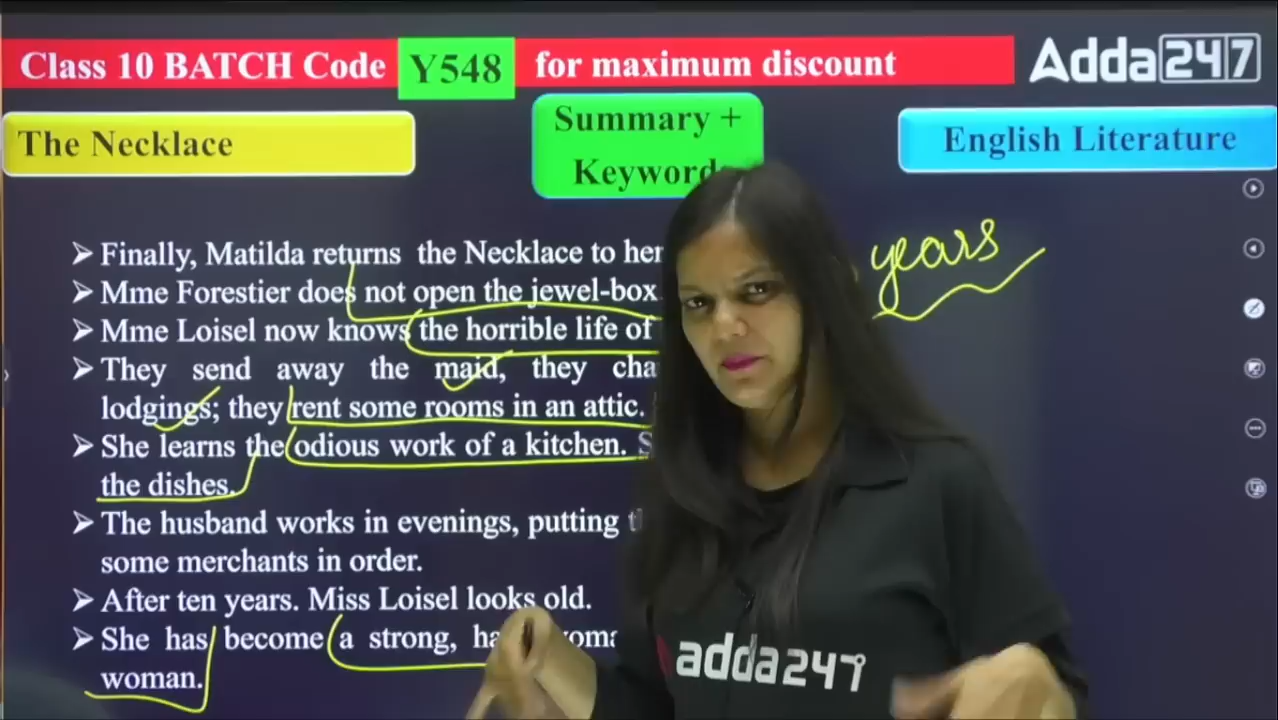 Class 10 BATCH Code Y548 for maximum discount
Adda247
The Necklace
Summary +
Keywords
English Literature
➢ Finally, Matilda returns the Necklace to her
years
➢ Mme Forestier does not open the jewel-box
➢ Mme Loisel now knows the horrible life of
➢ They send away the maid, they
lodgings; they rent some rooms in an attic.
➢ She learns the odious work of a kitchen.
the dishes.
➢ The husband works in evenings, putting
some merchants in order.
➢ After ten years. Miss Loisel looks old.
➢ She has become a strong,
woman.
adda247